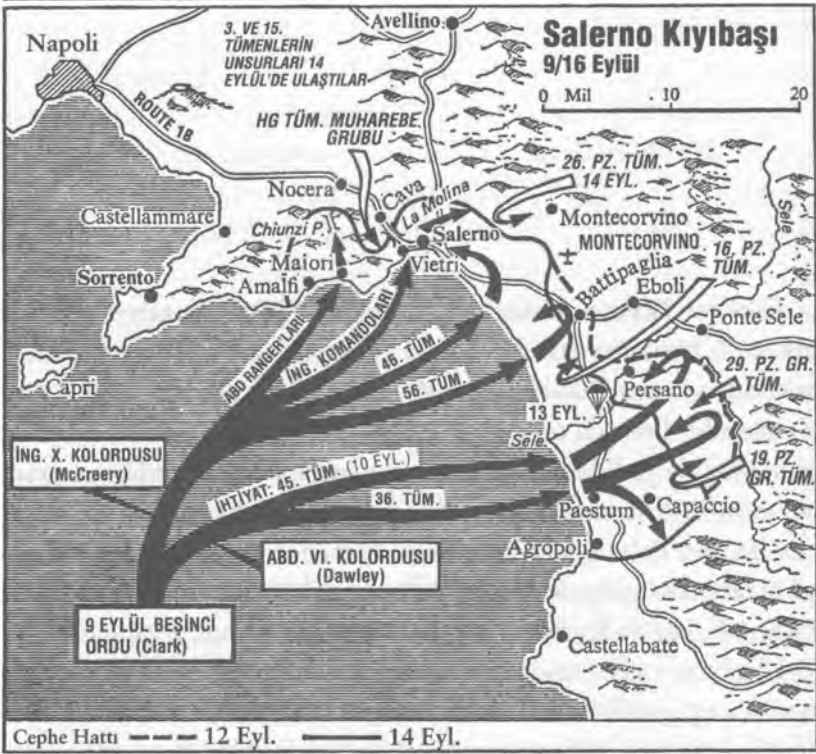 Salerno Kıyıbaşı
9/16 Eylül
0 Mil 10 20
Napoli
Avellino
3. VE 15.
TÜMENLERİN
UNSURLARI 14
EYLÜL'DE ULAŞTILAR
ROUTE 18
HG TÜM. MUHAREBE
GRUBU
26. PZ. TÜM.
14 EYL.
Nocera
Cava
La Molina
Castellammare
Chiunzi P.
Salerno
Montecorvino
MONTECORVINO
Sele
16. PZ.
TÜM.
Sorrento
Maiori
Amalfi
Vietri
Battipaglia
Eboli
Ponte Sele
Capri
ABD RANGER'LARI
İNG. KOMANDOLARI
46. TÜM.
56. TÜM.
13 EYL.
Persano
29. PZ. GR.
TÜM.
Sele
İNG. X. KOLORDUSU
(McCreery)
İHTİYAT: 45. TÜM. (10 EYL.)
36. TÜM.
19. PZ.
GR. TÜM.
Paestum
Capaccio
Agropoli
ABD. VI. KOLORDUSU
(Dawley)
9 EYLÜL BEŞİNCİ
ORDU (Clark)
Castellabate
Cephe Hattı 12 Eyl. 14 Eyl.